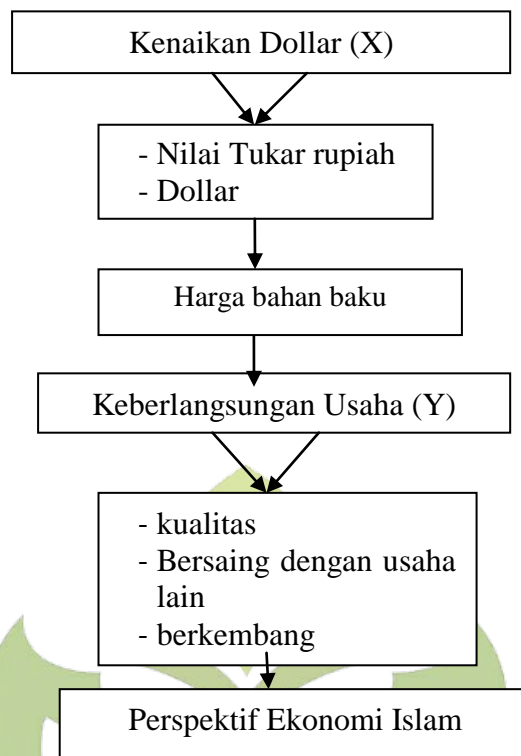 Kenaikan Dollar (X)
- Nilai Tukar rupiah
- Dollar
Harga bahan baku
Keberlangsungan Usaha (Y)
- kualitas
- Bersaing dengan usaha
lain
- berkembang
Perspektif Ekonomi Islam